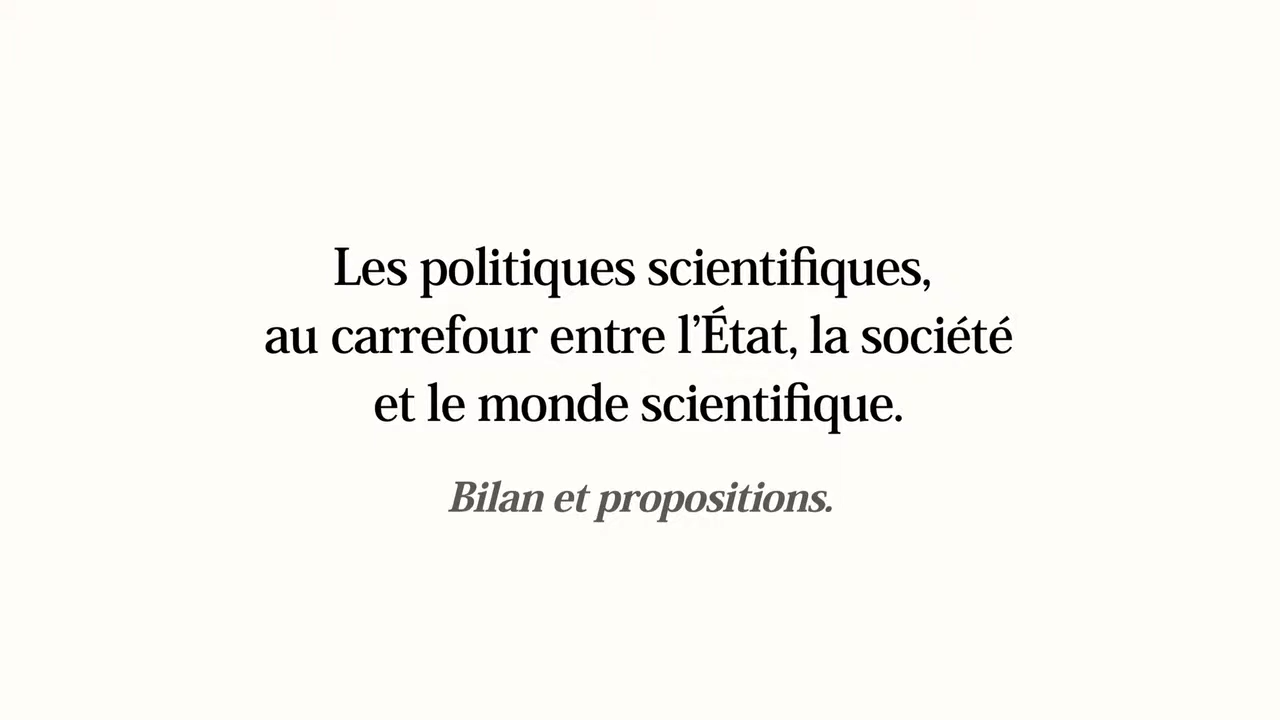 Les politiques scientifiques,
au carrefour entre l’État, la société
et le monde scientifique.
Bilan et propositions.